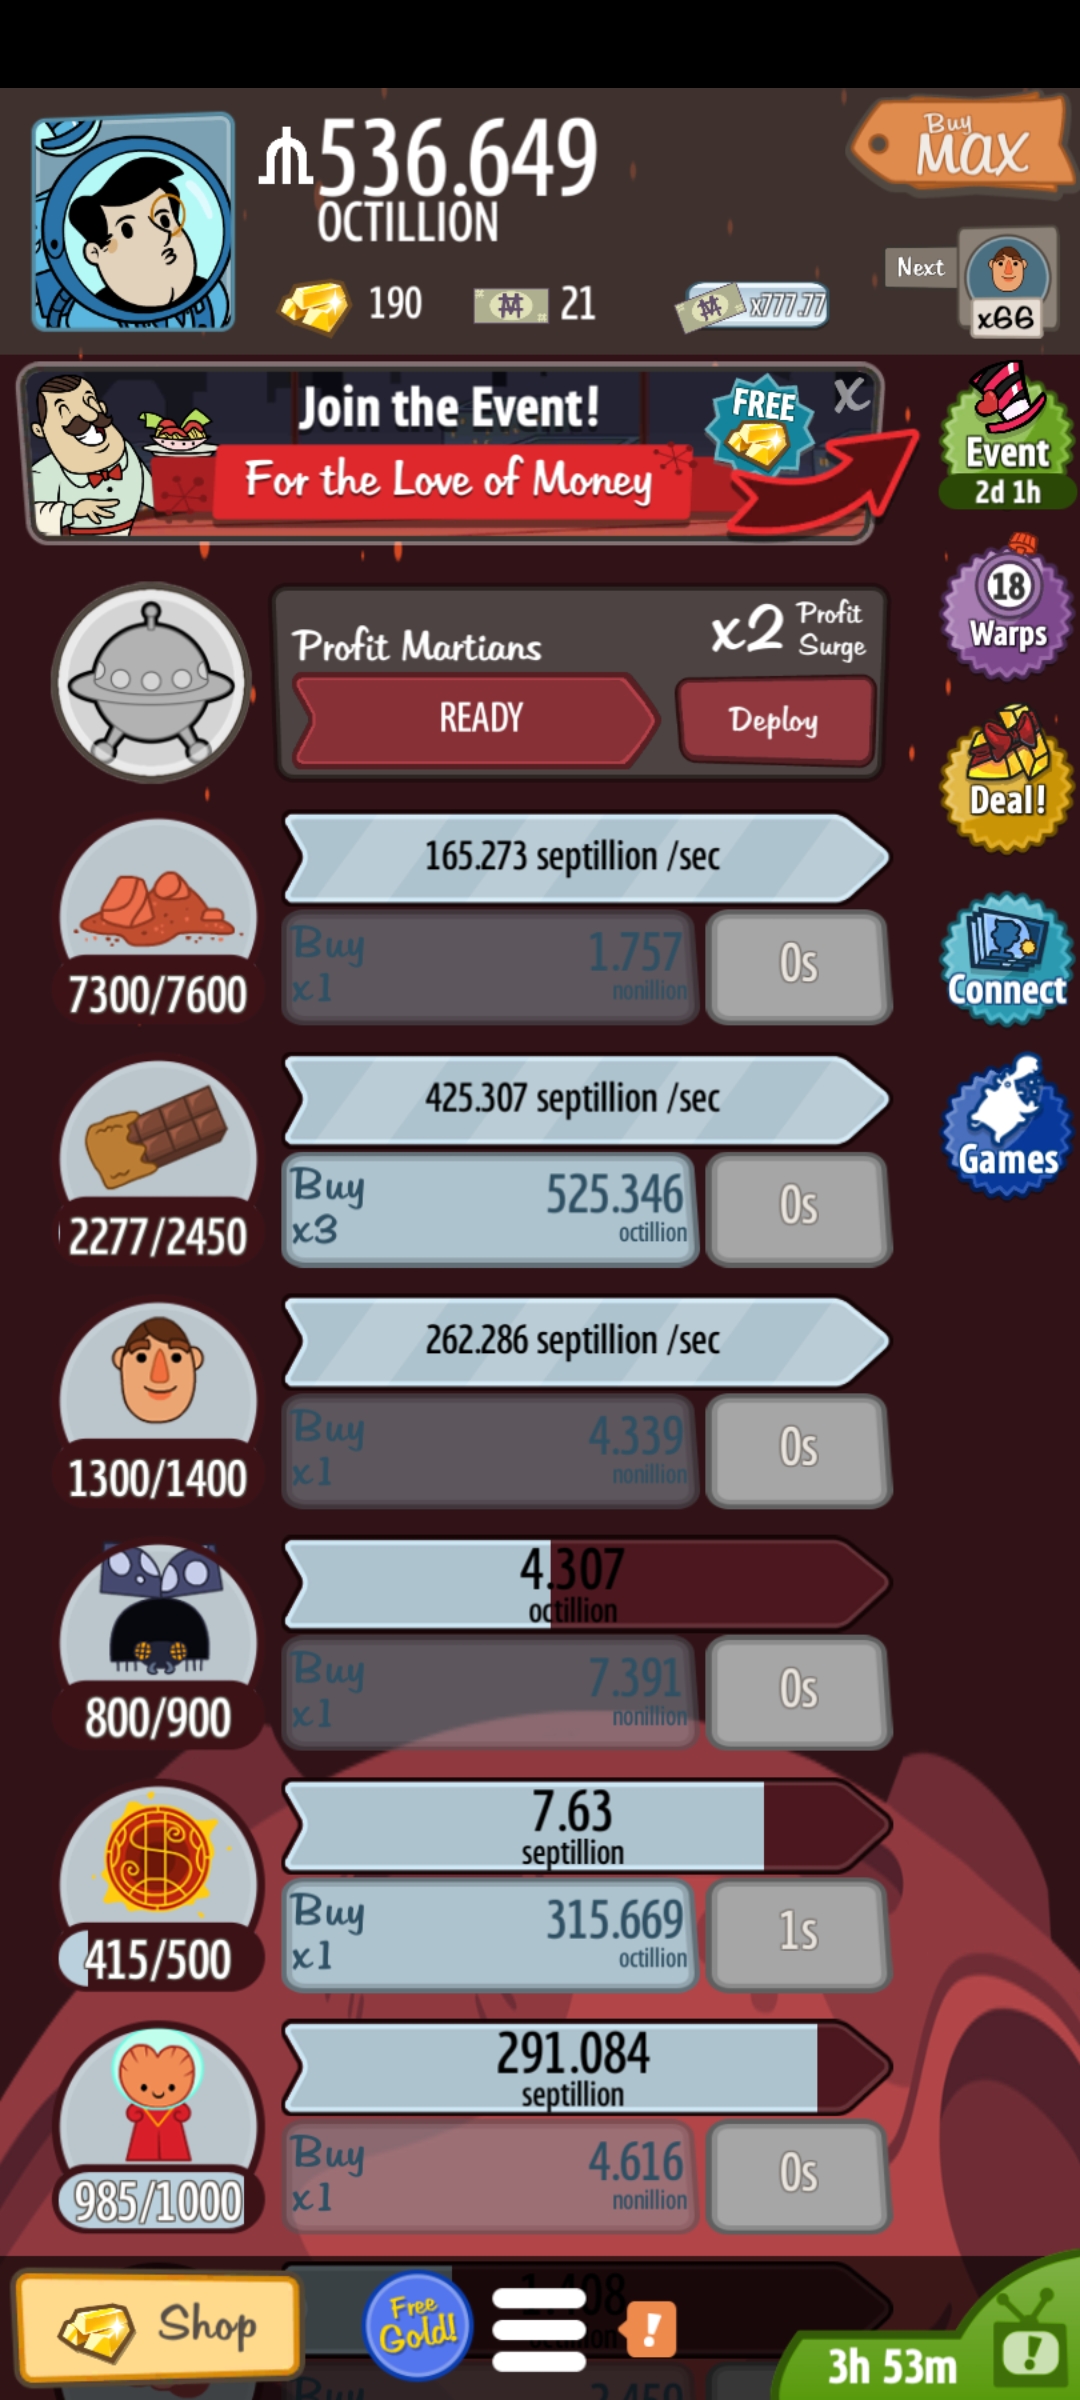 536.649
OCTILLION
Buy
MAX
190
21
x777.77
Next
x66
Join the Event!
For the Love of Money
FREE
X
Event
2d 1h
18
Warps
Profit Martians
x2 Profit Surge
READY
Deploy
Deal!
165.273 septillion /sec
Buy
x1
1.757
nonillion
0s
7300/7600
Connect
425.307 septillion /sec
Buy
x3
525.346
octillion
0s
2277/2450
Games
262.286 septillion /sec
Buy
x1
4.339
nonillion
0s
1300/1400
4.307
octillion
Buy
x1
7.391
nonillion
0s
800/900
7.63
septillion
Buy
x1
315.669
octillion
1s
415/500
291.084
septillion
Buy
x1
4.616
nonillion
0s
985/1000
1.408
Shop
Free
Gold!
!
3h 53m
!
Buy